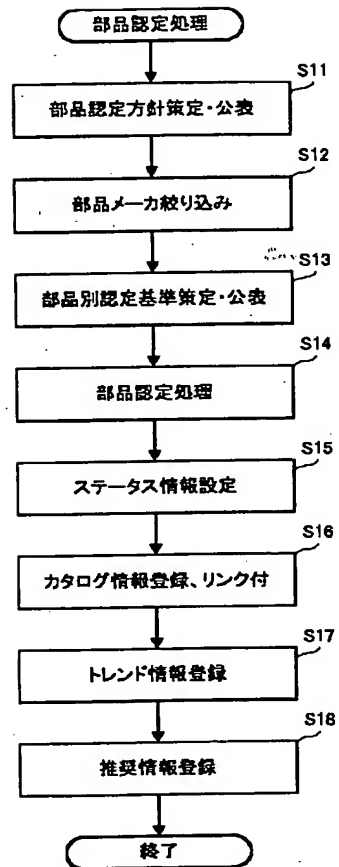 部品認定処理
S11
部品認定方針策定・公表
S12
部品メーカ絞り込み
S13
部品別認定基準策定・公表
S14
部品認定処理
S15
ステータス情報設定
S16
カタログ情報登録、リンク付
S17
トレンド情報登録
S18
推奨情報登録
終了